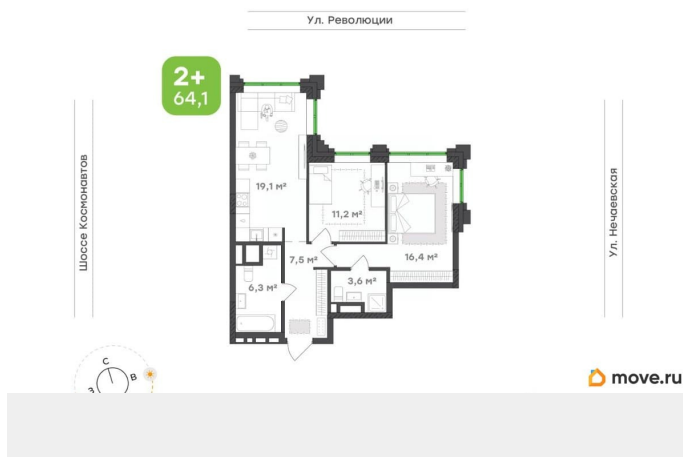 Ул. Революции
2+
64,1
Шоссе Космонавтов
Ул. Нечаевская
19,1 м²
11,2 м²
16,4 м²
7,5 м²
6,3 м²
3,6 м²
С
В
З
move.ru